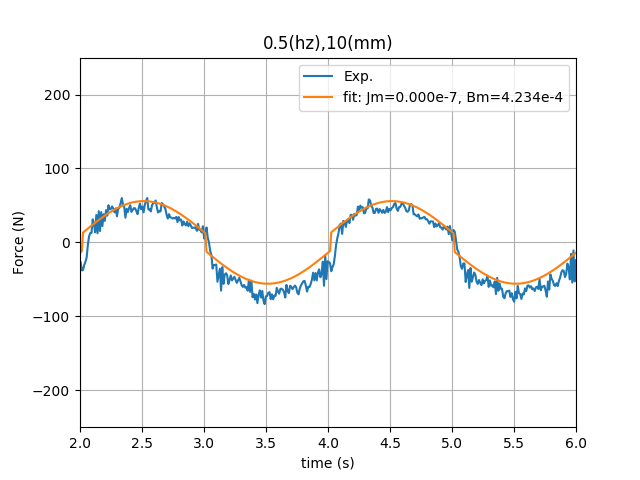 0.5(hz),10(mm)
Exp.
fit: Jm=0.000e-7, Bm=4.234e-4
200
100
0
−100
−200
Force (N)
2.0 2.5 3.0 3.5 4.0 4.5 5.0 5.5 6.0
time (s)